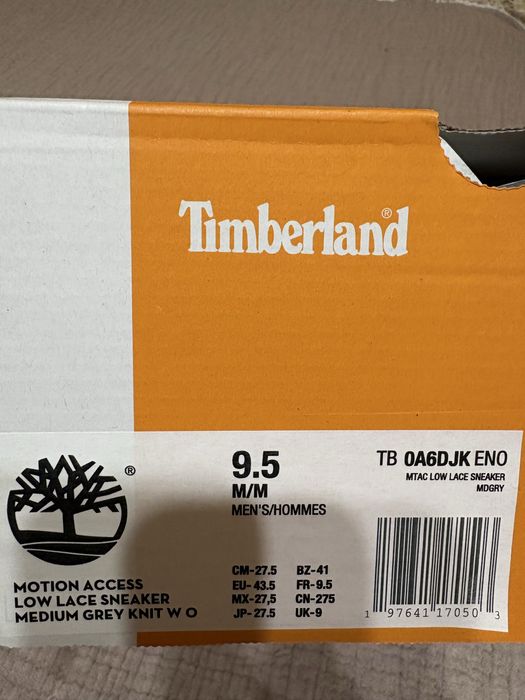 Timberland®
®
MOTION ACCESS
LOW LACE SNEAKER
MEDIUM GREY KNIT W O
9.5
M/M
MEN'S/HOMMES
CM-27.5 BZ-41
EU-43.5 FR-9.5
MX-27,5 CN-275
JP-27.5 UK-9
TB 0A6DJK ENO
MTAC LOW LACE SNEAKER
MDGRY
1 97641 17050 3